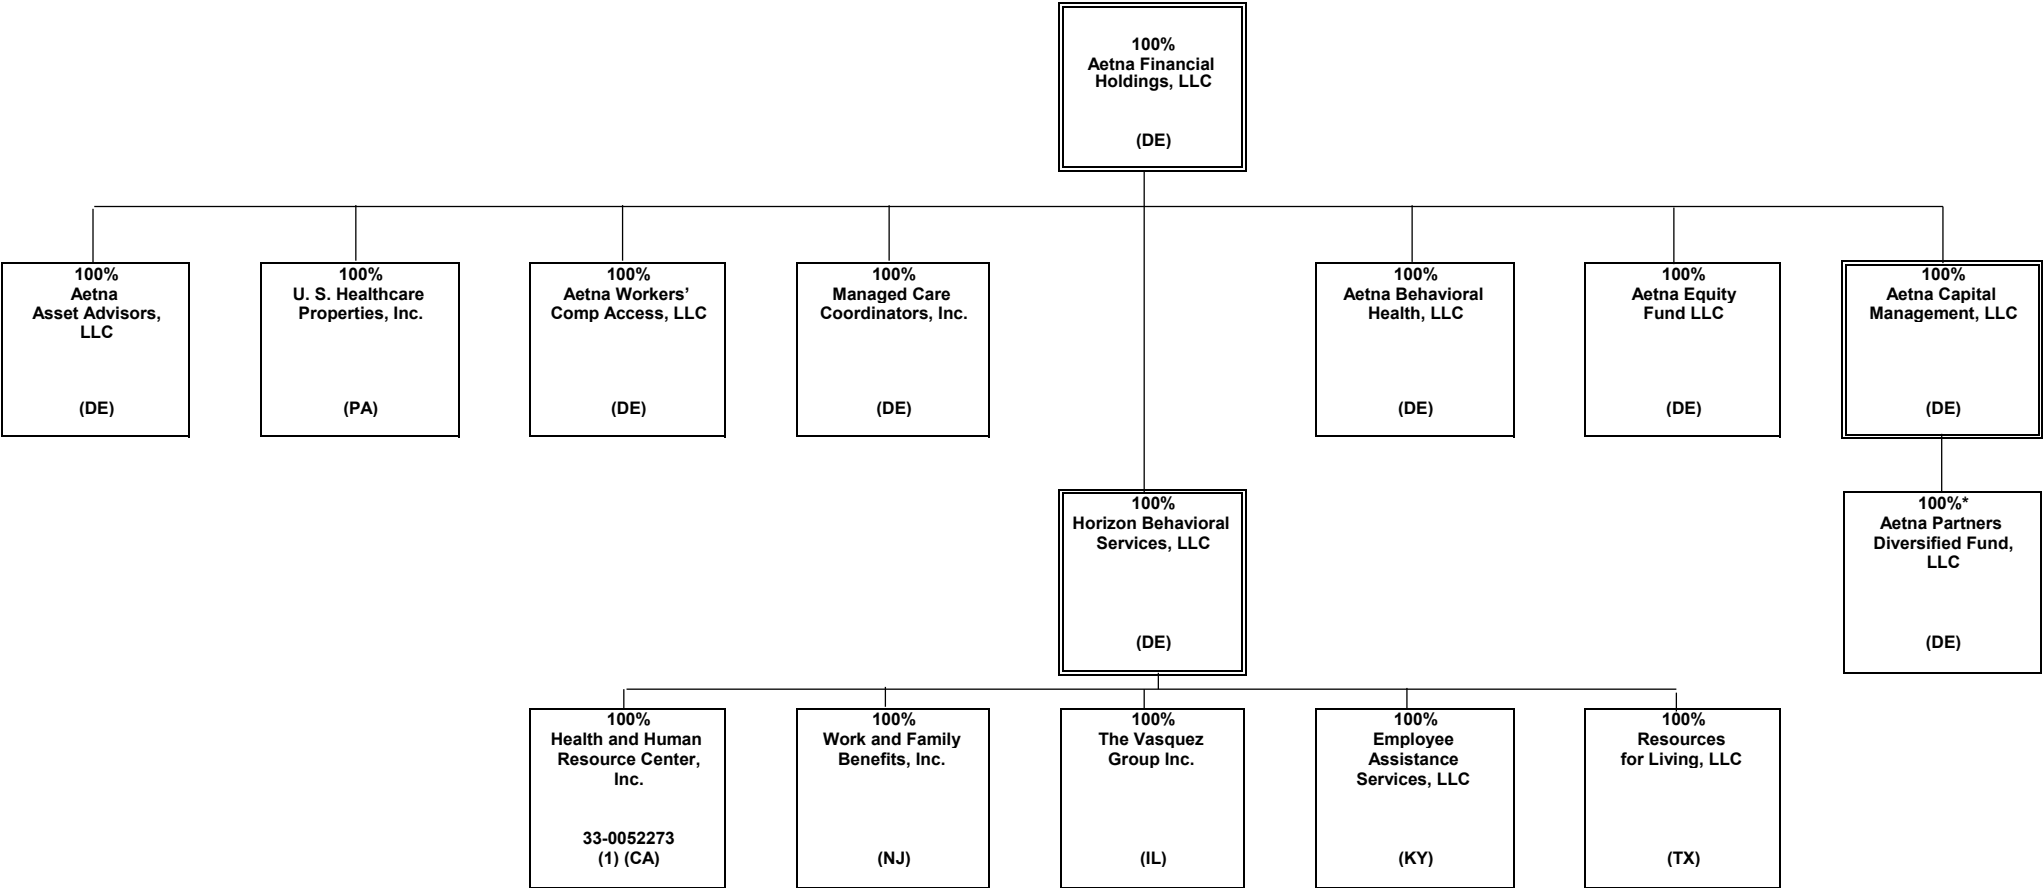 100%
Aetna Financial
Holdings, LLC
(DE)
100%
Aetna
Asset Advisors,
LLC
(DE)
100%
U. S. Healthcare
Properties, Inc.
(PA)
100%
Aetna Workers’
Comp Access, LLC
(DE)
100%
Managed Care
Coordinators, Inc.
(DE)
100%
Aetna Behavioral
Health, LLC
(DE)
100%
Aetna Equity
Fund LLC
(DE)
100%
Aetna Capital
Management, LLC
(DE)
100%
Horizon Behavioral
Services, LLC
(DE)
100%*
Aetna Partners
Diversified Fund,
LLC
(DE)
100%
Health and Human
Resource Center,
Inc.
33-0052273
(1) (CA)
100%
Work and Family
Benefits, Inc.
(NJ)
100%
The Vasquez
Group Inc.
(IL)
100%
Employee
Assistance
Services, LLC
(KY)
100%
Resources
for Living, LLC
(TX)